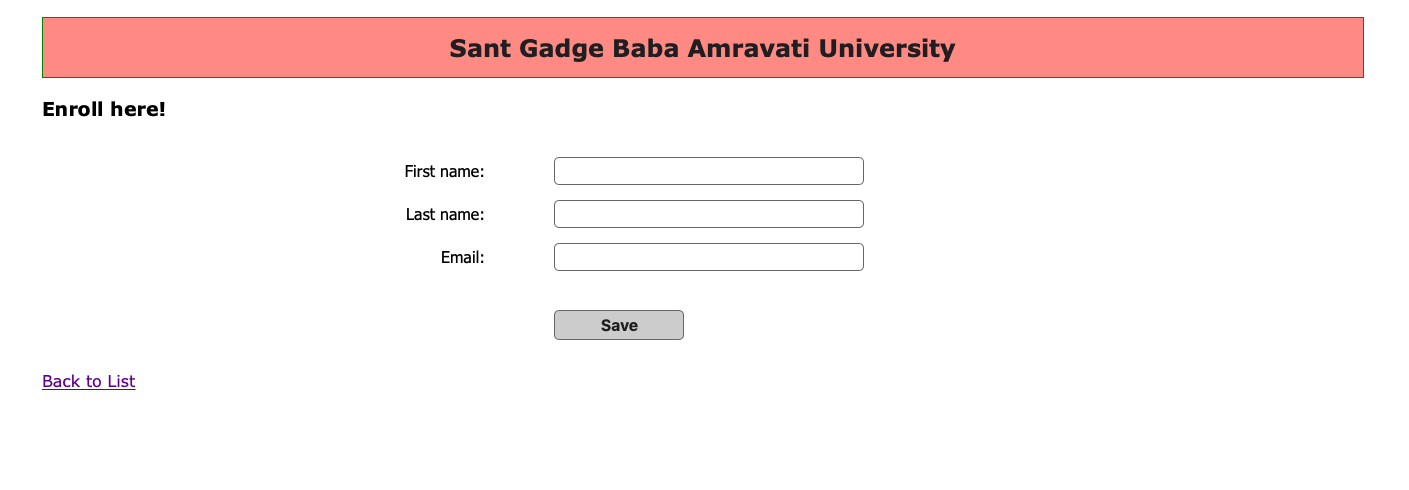 Sant Gadge Baba Amravati University
Enroll here!
First name:
Last name:
Email:
Save
Back to List